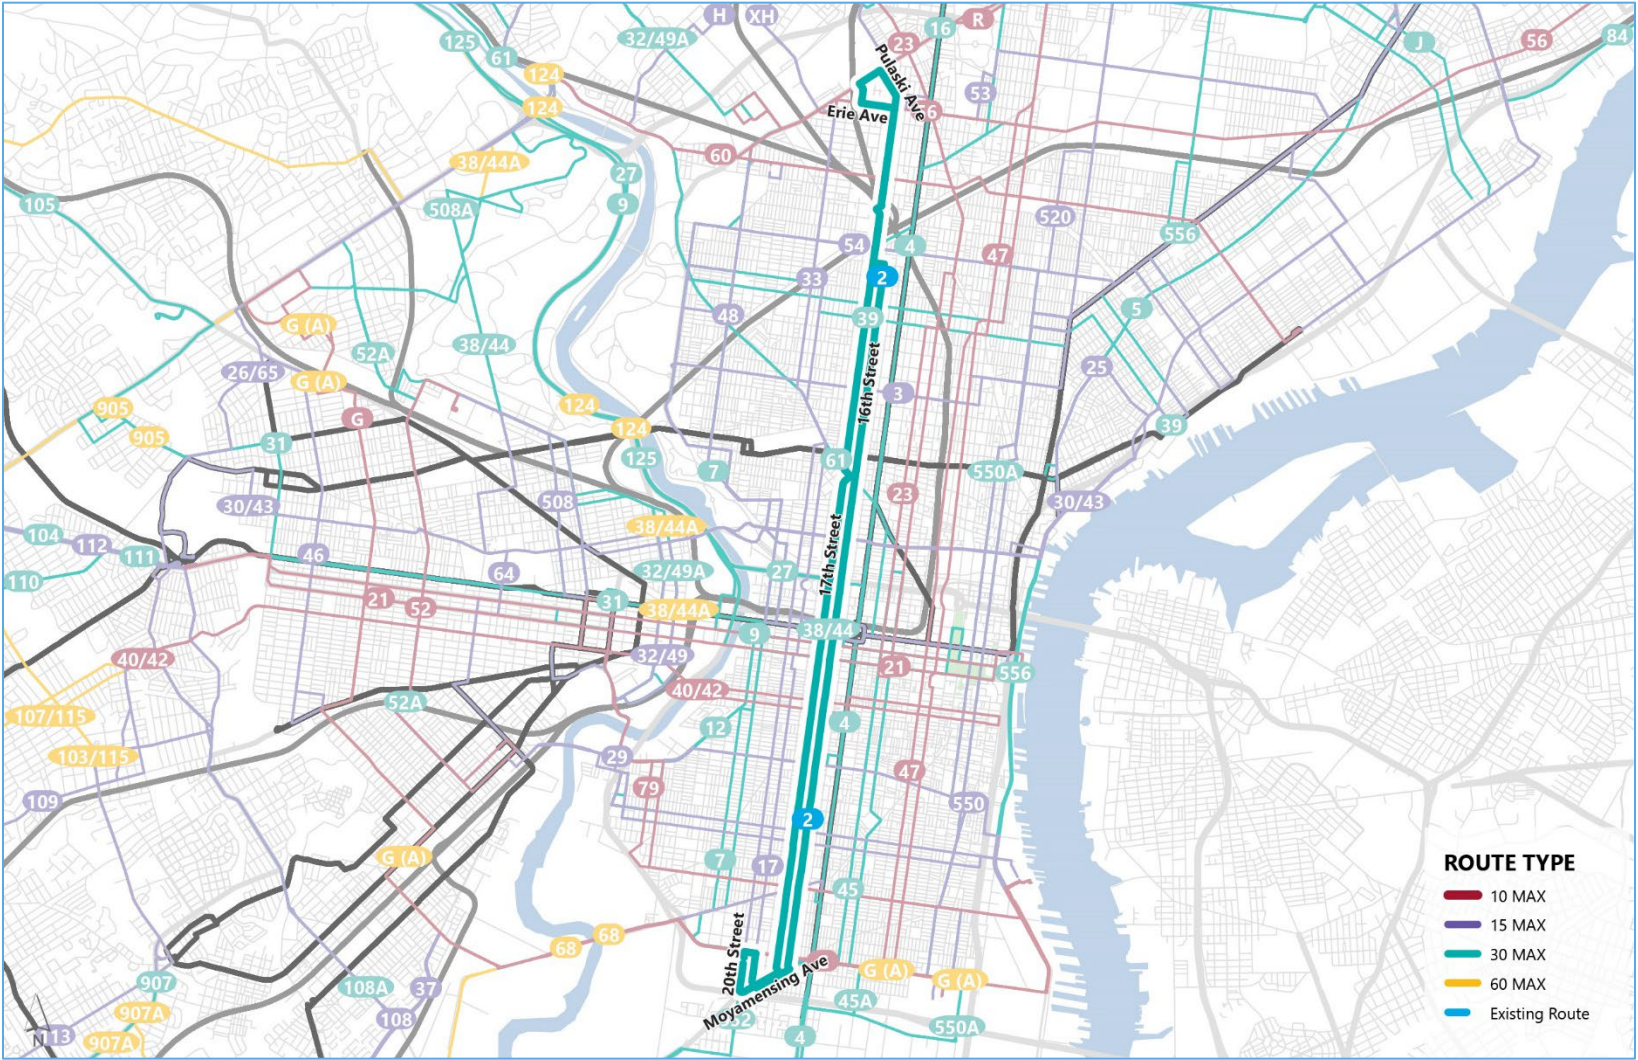 H
XH
125
32/49A
16
R
J
84
23
56
61
124
Pulaski Ave
53
124
56
Erie Ave
60
38/44A
27
105
9
508A
520
556
54
4
47
33
2
5
48
39
G (A)
38/44
52A
16th Street
25
26/65
G (A)
3
905
124
G
39
905
124
31
125
61
7
550A
23
508
30/43
30/43
38/44A
17th Street
104
112
111
46
110
64
32/49A
27
21
52
31
38/44A
38/44
9
40/42
32/49
21
556
40/42
52A
107/115
12
4
103/115
29
47
79
109
550
2
G (A)
7
17
45
20th Street
68
68
G (A)
G (A)
Moyamensing Ave
907
108A
37
45A
907A
108
550A
4
907A
N
ROUTE TYPE
10 MAX
15 MAX
30 MAX
60 MAX
Existing Route